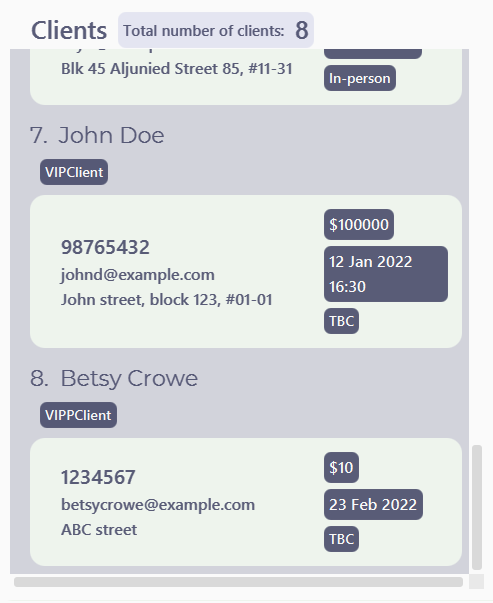 Clients Total number of clients: 8
Blk 45 Aljunied Street 85, #11-31
In-person
7. John Doe
VIPClient
98765432
johnd@example.com
John street, block 123, #01-01
$100000
12 Jan 2022
16:30
TBC
8. Betsy Crowe
VIPPClient
1234567
betsycrowe@example.com
ABC street
$10
23 Feb 2022
TBC